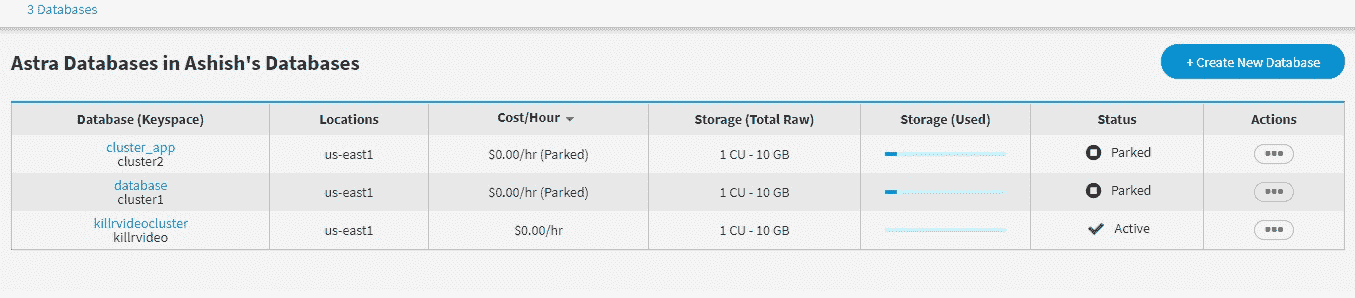 3 Databases
Astra Databases in Ashish's Databases
+ Create New Database
Database (Keyspace) Locations Cost/Hour Storage (Total Raw) Storage (Used) Status Actions
cluster_app
cluster2 us-east1 $0.00/hr (Parked) 1 CU - 10 GB Parked
database
cluster1 us-east1 $0.00/hr (Parked) 1 CU - 10 GB Parked
killrvideocluster
killrvideo us-east1 $0.00/hr 1 CU - 10 GB Active